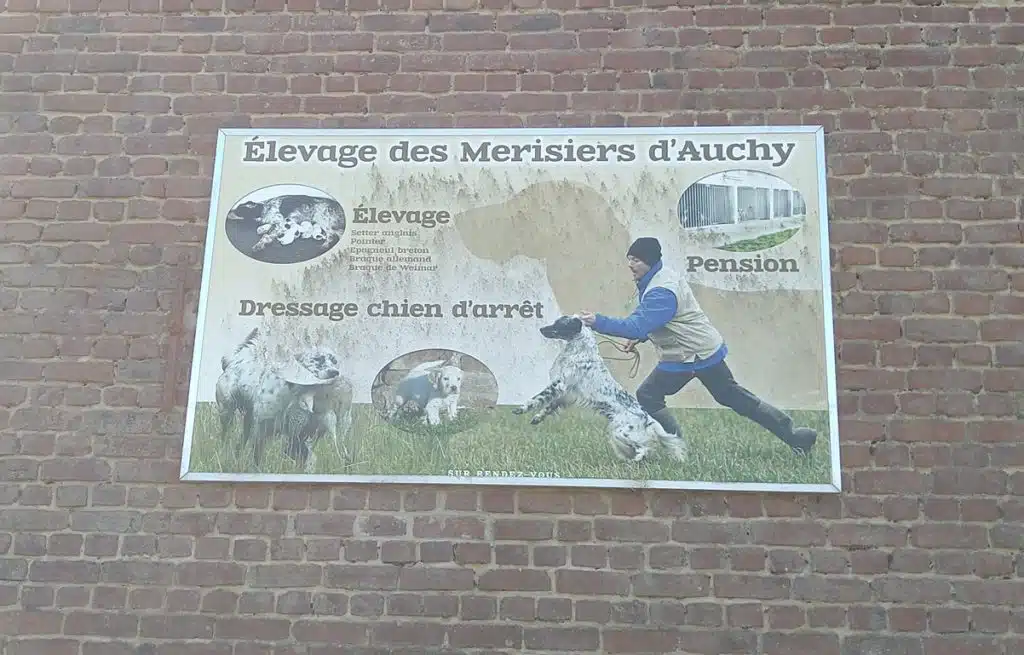 Élevage des Merisiers d'Auchy
Élevage
Setter anglais
Pointer
Epagneul breton
Braque allemand
Braque de Weimar
Pension
Dressage chien d'arrêt
SUR RENDEZ-VOUS